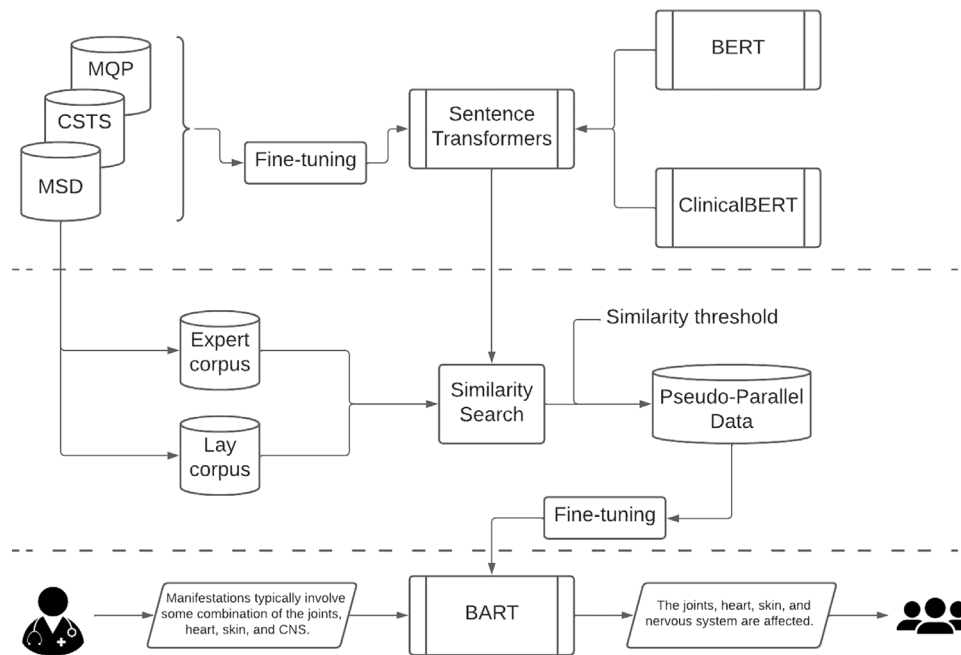 MQP
CSTS
MSD
Fine-tuning
Sentence
Transformers
BERT
ClinicalBERT
Expert
corpus
Lay
corpus
Similarity
Search
Similarity threshold
Pseudo-Parallel
Data
Fine-tuning
Manifestations typically involve
some combination of the joints,
heart, skin, and CNS.
BART
The joints, heart, skin, and
nervous system are affected.